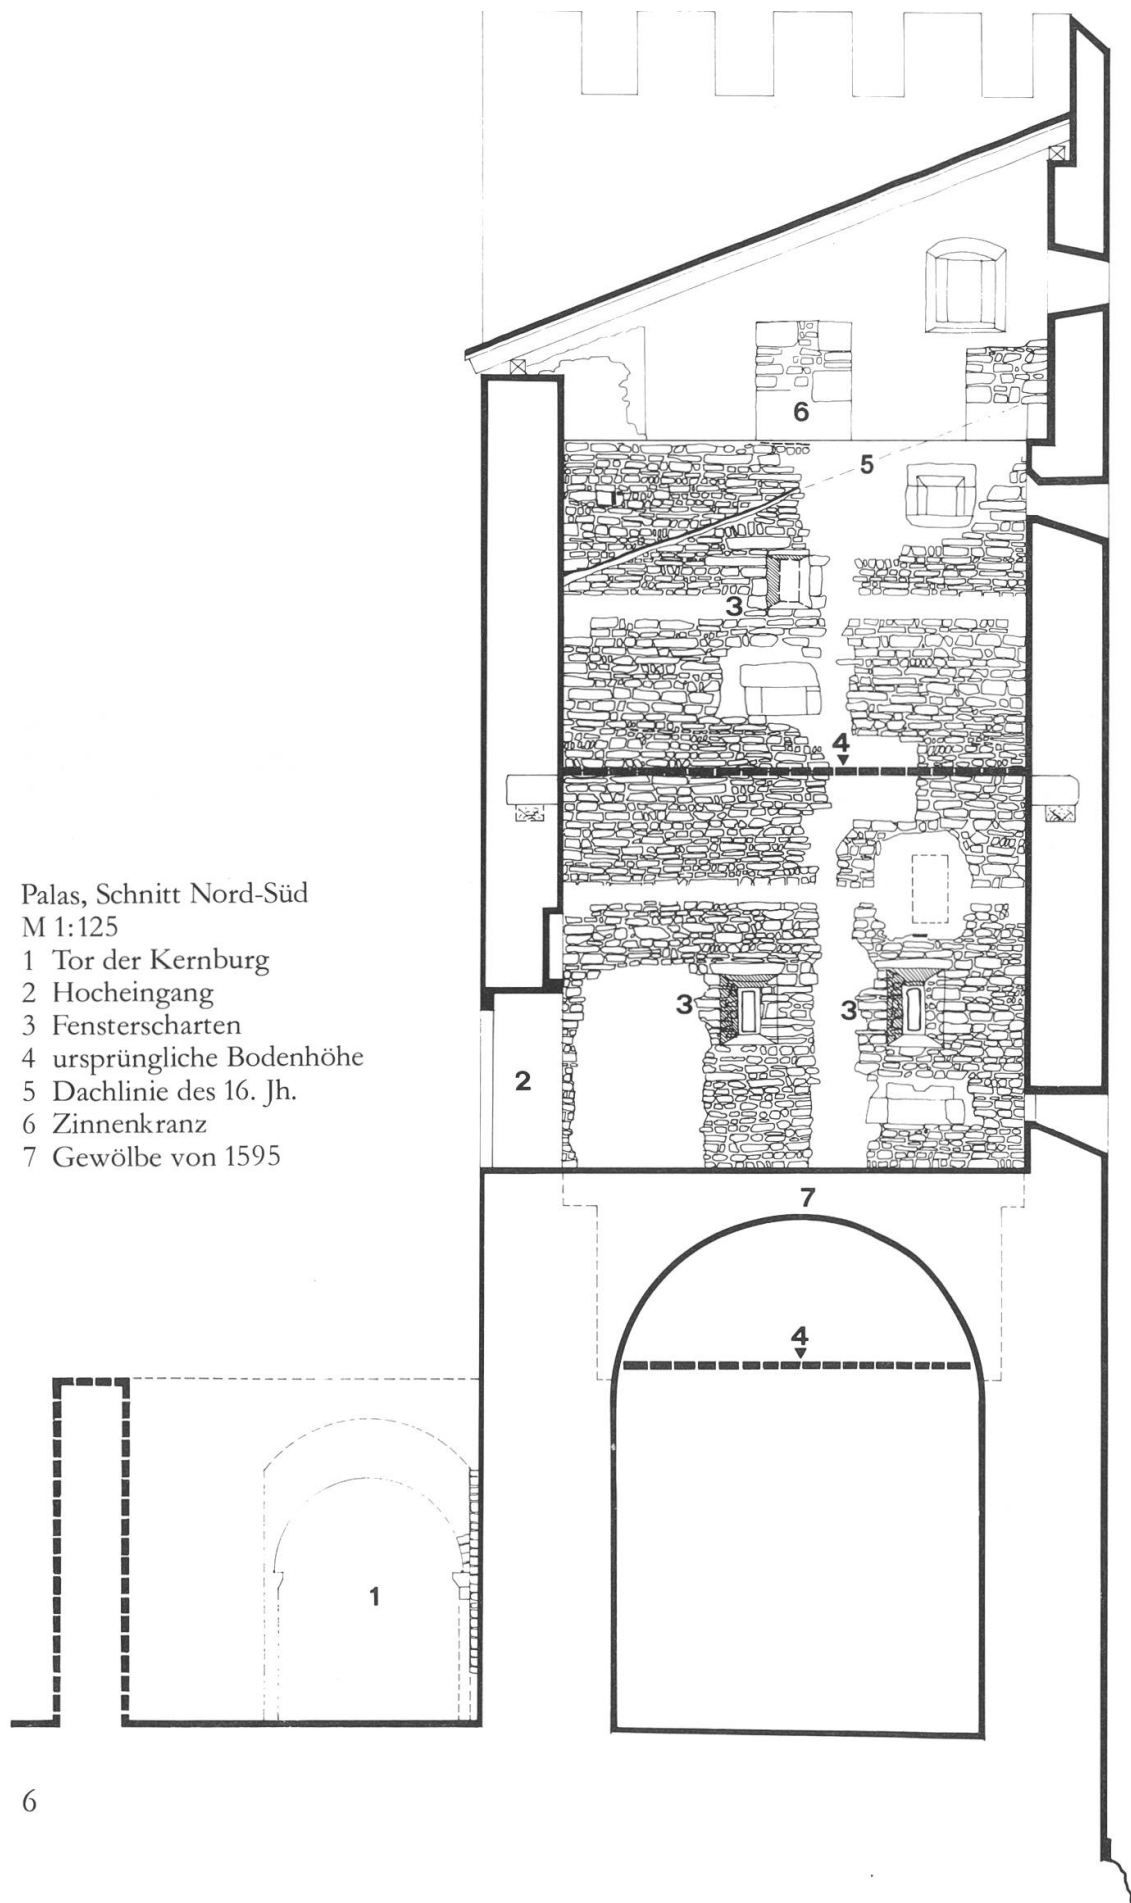 6
5
3
4
3
3
2
7
4
1
Palas, Schnitt Nord-Süd
M 1:125
1 Tor der Kernburg
2 Hocheingang
3 Fensterscharten
4 ursprüngliche Bodenhöhe
5 Dachlinie des 16. Jh.
6 Zinnenkranz
7 Gewölbe von 1595
6